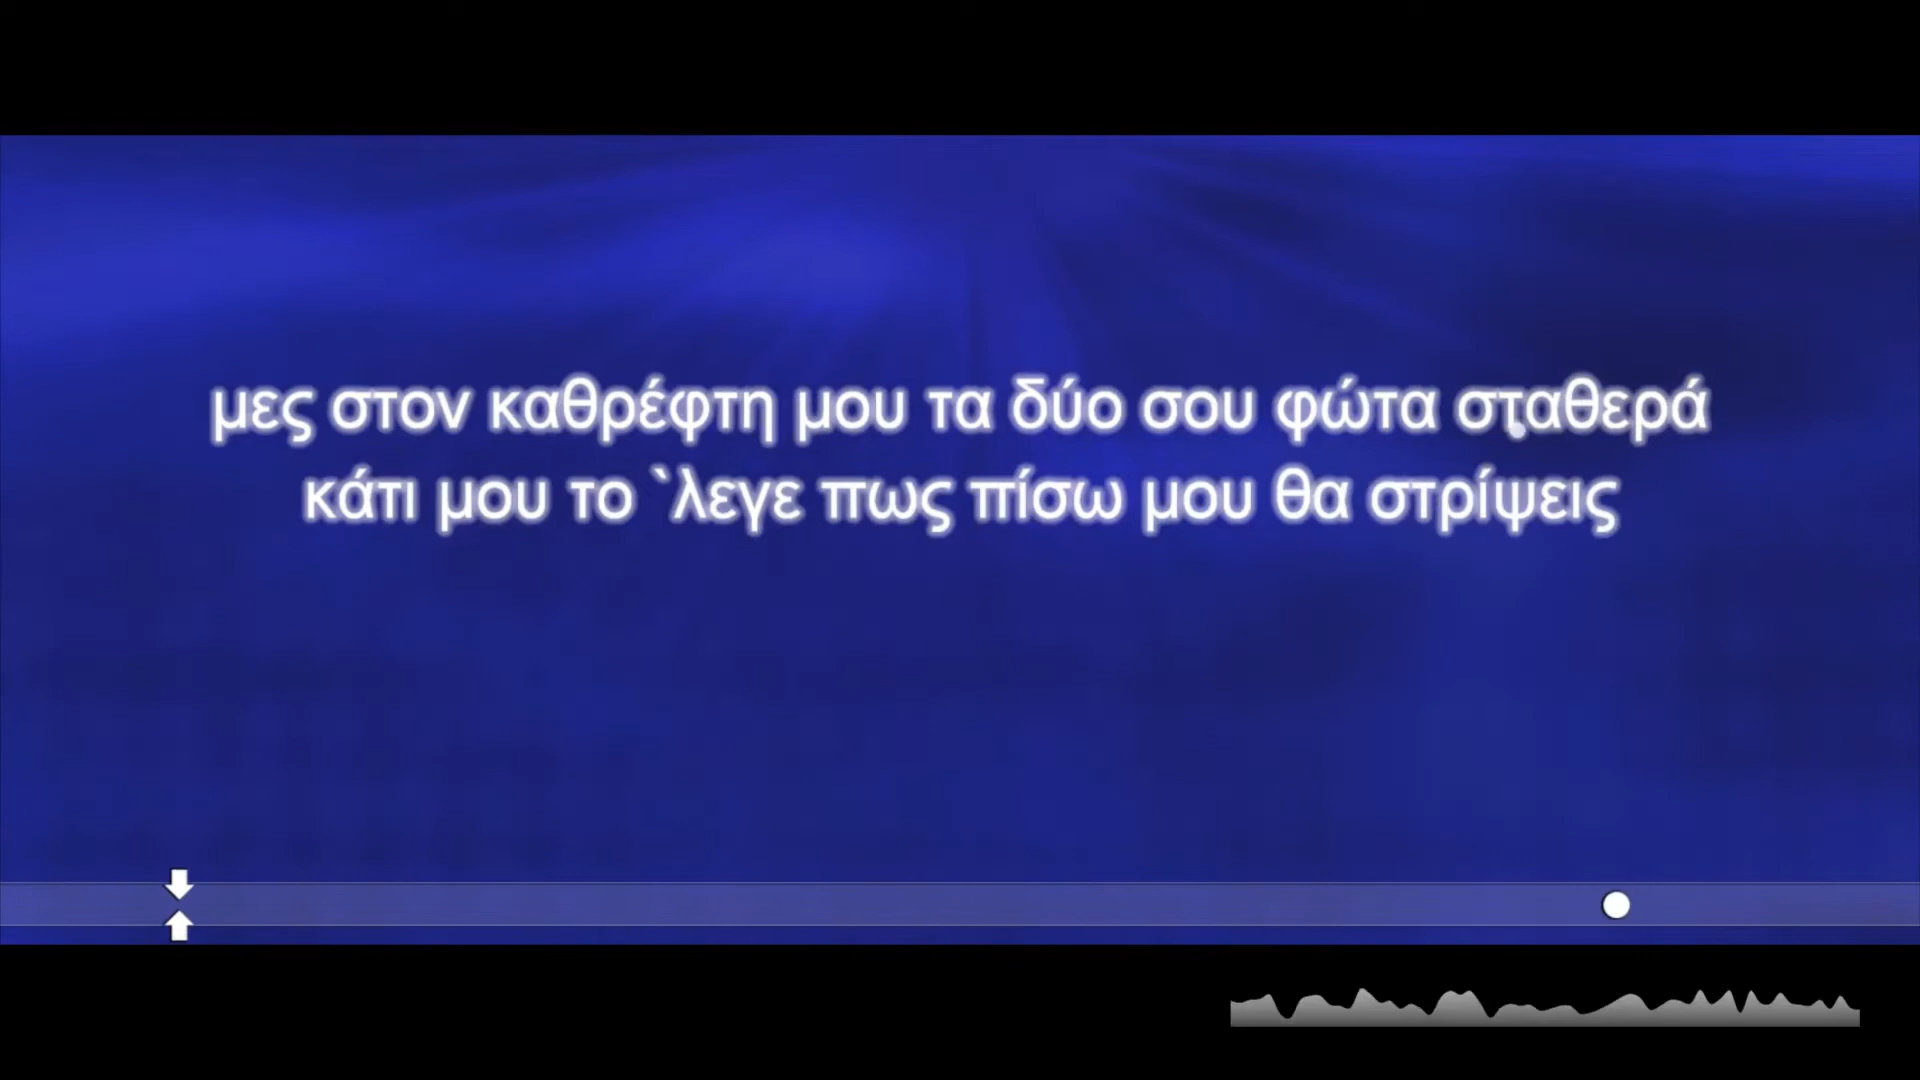 μες στον καθρέφτη μου τα δύο σου φώτα σταθερά
κάτι μου το `λεγε πως πίσω μου θα στρίψεις